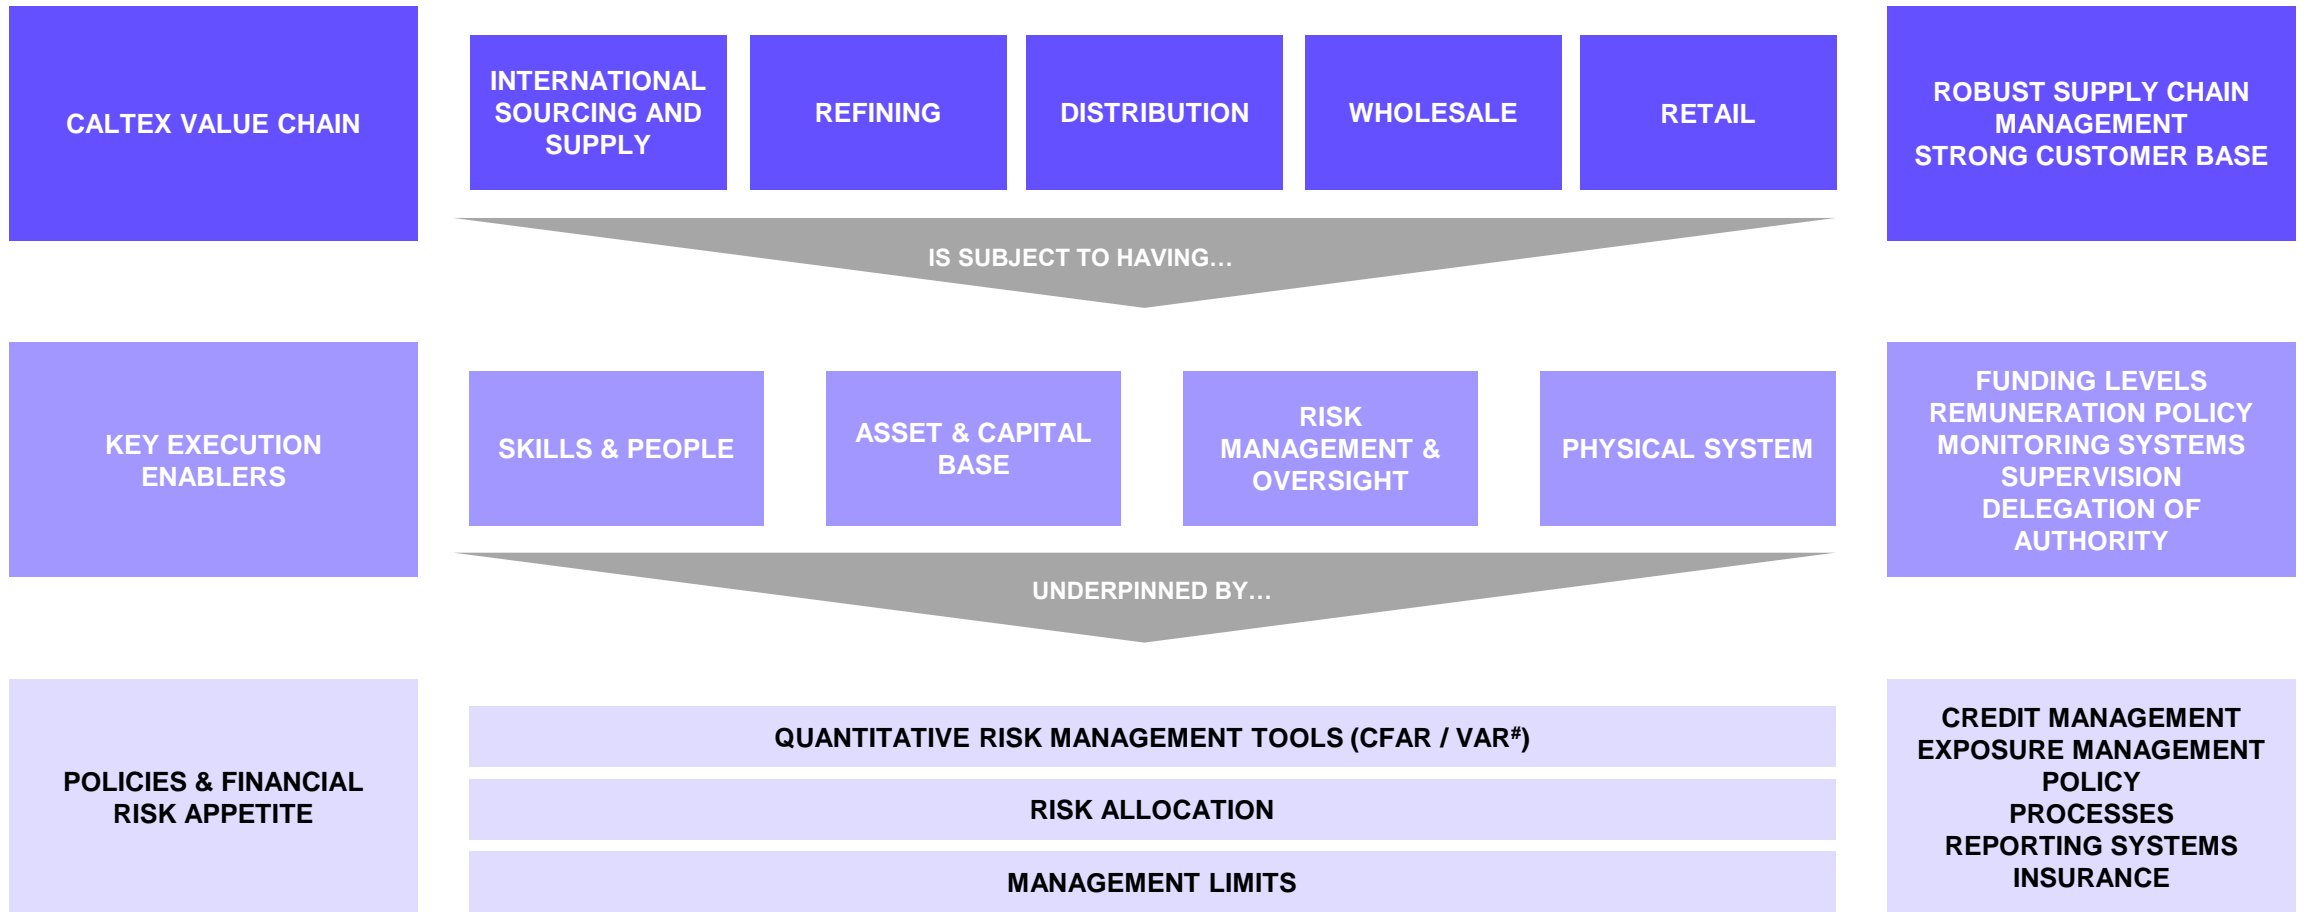 CALTEX VALUE CHAIN
INTERNATIONAL
SOURCING AND
SUPPLY
REFINING
DISTRIBUTION
WHOLESALE
RETAIL
ROBUST SUPPLY CHAIN
MANAGEMENT
STRONG CUSTOMER BASE
IS SUBJECT TO HAVING…
KEY EXECUTION
ENABLERS
SKILLS & PEOPLE
ASSET & CAPITAL
BASE
RISK
MANAGEMENT &
OVERSIGHT
PHYSICAL SYSTEM
FUNDING LEVELS
REMUNERATION POLICY
MONITORING SYSTEMS
SUPERVISION
DELEGATION OF
AUTHORITY
UNDERPINNED BY…
POLICIES & FINANCIAL
RISK APPETITE
QUANTITATIVE RISK MANAGEMENT TOOLS (CFAR / VAR#)
RISK ALLOCATION
MANAGEMENT LIMITS
CREDIT MANAGEMENT
EXPOSURE MANAGEMENT
POLICY
PROCESSES
REPORTING SYSTEMS
INSURANCE